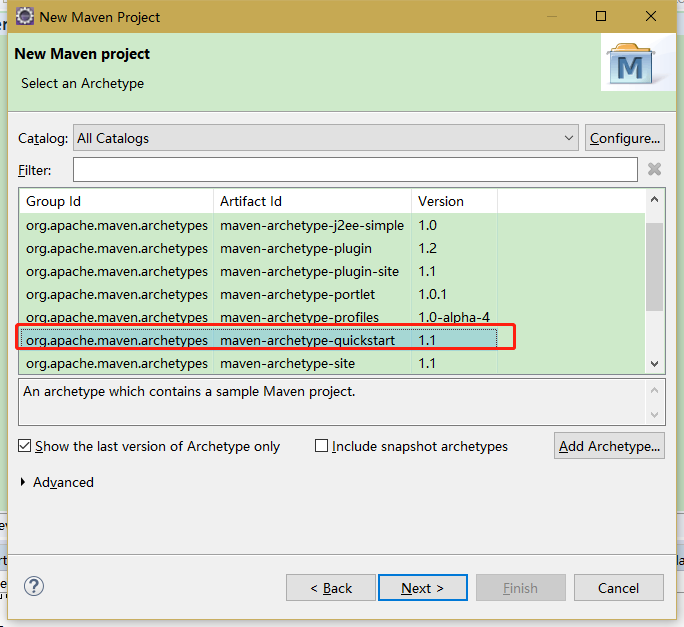 New Maven Project
New Maven project
Select an Archetype
M
Catalog: All Catalogs Configure...
Filter:
Group Id Artifact Id Version
org.apache.maven.archetypes maven-archetype-j2ee-simple 1.0
org.apache.maven.archetypes maven-archetype-plugin 1.2
org.apache.maven.archetypes maven-archetype-plugin-site 1.1
org.apache.maven.archetypes maven-archetype-portlet 1.0.1
org.apache.maven.archetypes maven-archetype-profiles 1.0-alpha-4
org.apache.maven.archetypes maven-archetype-quickstart 1.1
org.apache.maven.archetypes maven-archetype-site 1.1
An archetype which contains a sample Maven project.
Show the last version of Archetype only Include snapshot archetypes Add Archetype...
Advanced
? < Back Next > Finish Cancel